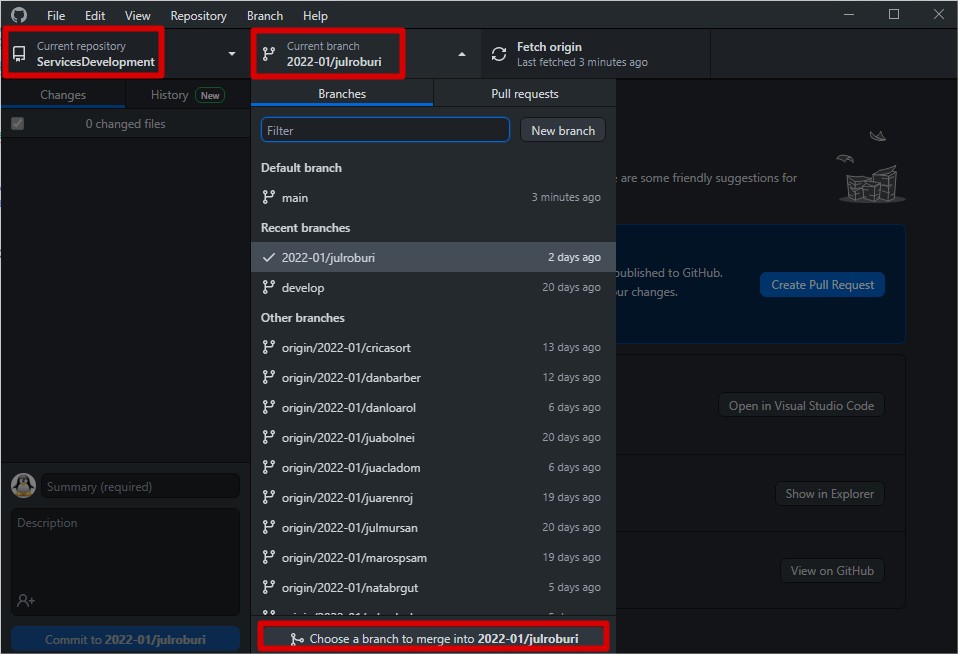 File Edit View Repository Branch Help
Current repository
ServicesDevelopment
Current branch
2022-01/julroburi
Fetch origin
Last fetched 3 minutes ago
Changes
History New
Branches
Pull requests
0 changed files
Filter
New branch
Default branch
main 3 minutes ago
Recent branches
2022-01/julroburi 2 days ago
develop 20 days ago
Other branches
origin/2022-01/cricasort 13 days ago
origin/2022-01/danbarber 12 days ago
origin/2022-01/danloarol 6 days ago
origin/2022-01/juabolnei 20 days ago
origin/2022-01/juacladom 6 days ago
origin/2022-01/juarenroj 19 days ago
origin/2022-01/julmursan 20 days ago
origin/2022-01/marospsam 19 days ago
origin/2022-01/natabrgut 5 days ago
Choose a branch to merge into 2022-01/julroburi
are some friendly suggestions for
published to GitHub.
ur changes.
Create Pull Request
Open in Visual Studio Code
Show in Explorer
View on GitHub
Summary (required)
Description
Commit to 2022-01/julroburi